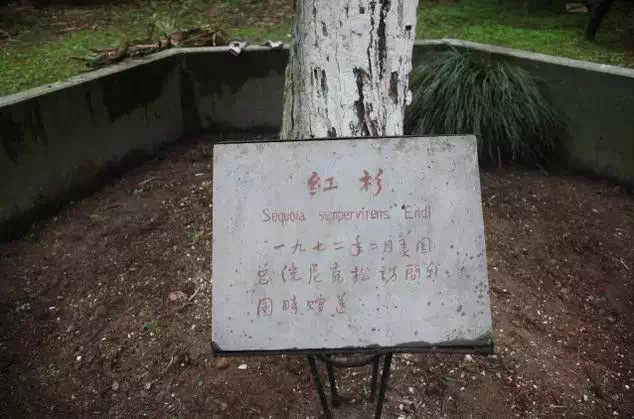 红杉
Sequoia sempervirens Endl
一九七二年二月美国
总统尼克松访问我
国时赠送